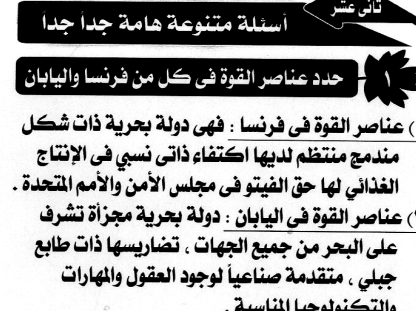 ثانى عشر
أسئلة متنوعة هامة جداً جداً
١ حدد عناصر القوة فى كل من فرنسا واليابان
) عناصر القوة فى فرنسا : فهى دولة بحرية ذات شكل
مندمج منتظم لديها اكتفاء ذاتى نسبي فى الإنتاج
الغذائى لها حق الفيتو فى مجلس الأمن والأمم المتحدة .
) عناصر القوة فى اليابان : دولة بحرية مجزأة تشرف
على البحر من جميع الجهات ، تضاريسها ذات طابع
جبلي ، متقدمة صناعياً لوجود العقول والمهارات
والتكنولوجيا المناسبة .